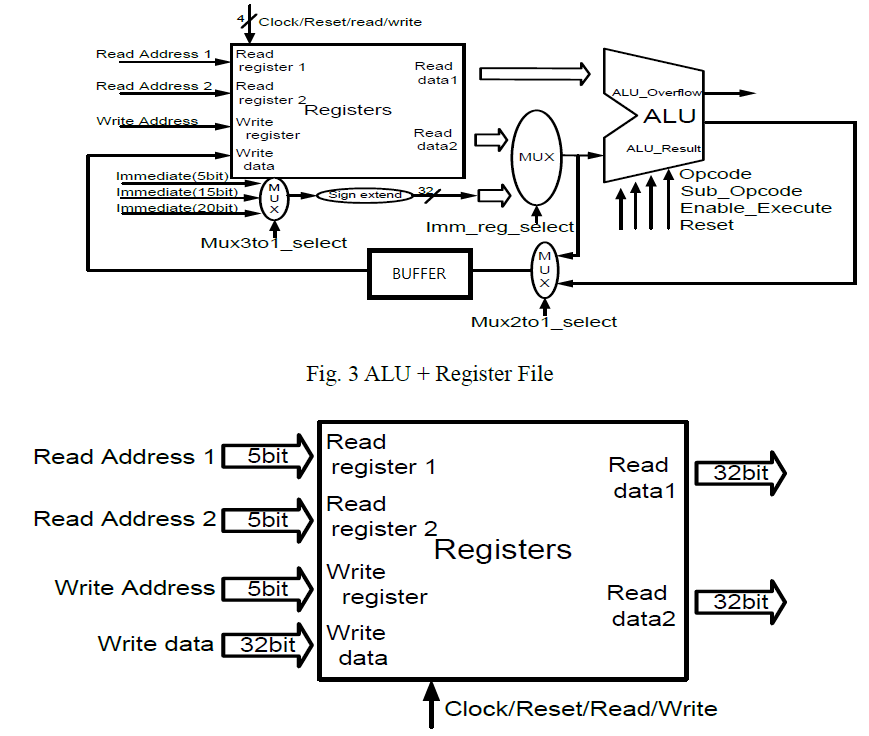 4
Clock/Reset/read/write
Read Address 1
Read
register 1
Read
data1
Read Address 2
Read
register 2
Registers
Write Address
Write
register
Read
data2
Write
data
Immediate(5bit)
Immediate(15bit)
Immediate(20bit)
M
U
X
Sign extend
32
MUX
ALU_Overflow
ALU
ALU_Result
Opcode
Sub_Opcode
Enable_Execute
Reset
Imm_reg_select
Mux3to1_select
BUFFER
M
U
X
Mux2to1_select
Fig. 3 ALU + Register File
Read Address 1
5bit
Read
register 1
Read
data1
32bit
Read Address 2
5bit
Read
register 2
Registers
Write Address
5bit
Write
register
Read
data2
32bit
Write data
32bit
Write
data
Clock/Reset/Read/Write